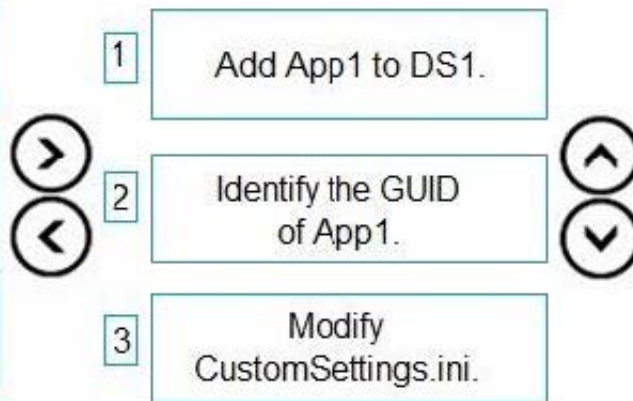 1
Add App1 to DS1.
2
Identify the GUID
of App1.
3
Modify
CustomSettings.ini.